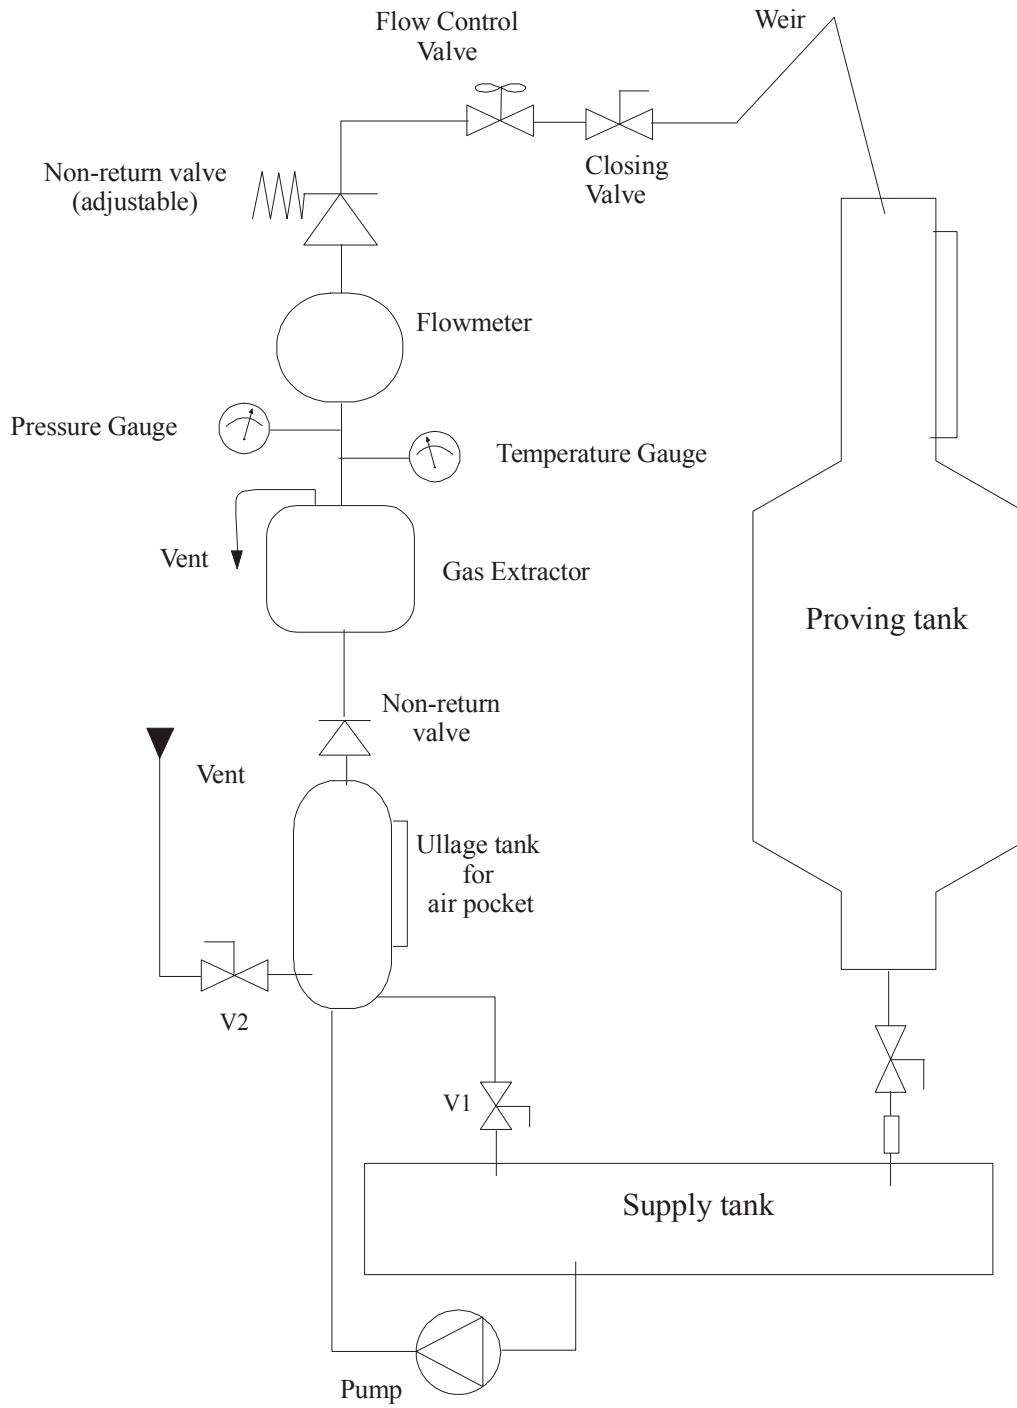 Flow Control
Valve
Weir
Non-return valve
(adjustable)
Closing
Valve
Flowmeter
Pressure Gauge
Temperature Gauge
Vent
Gas Extractor
Proving tank
Non-return
valve
Vent
Ullage tank
for
air pocket
V2
V1
Supply tank
Pump